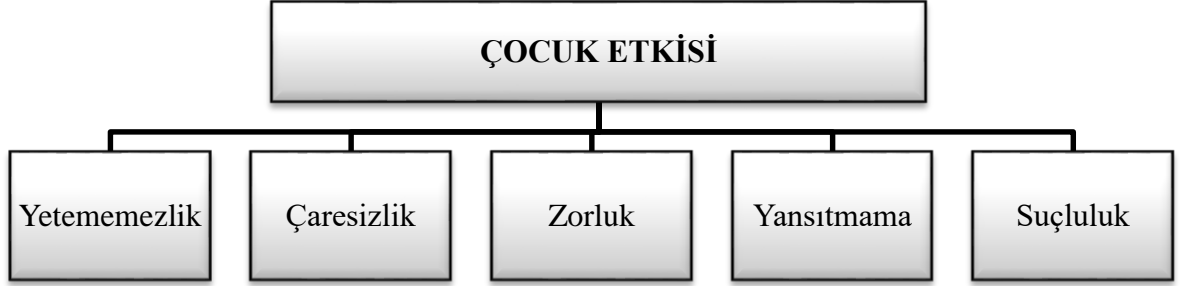 ÇOCUK ETKİSİ
Yetememezlik
Çaresizlik
Zorluk
Yansıtmama
Suçluluk